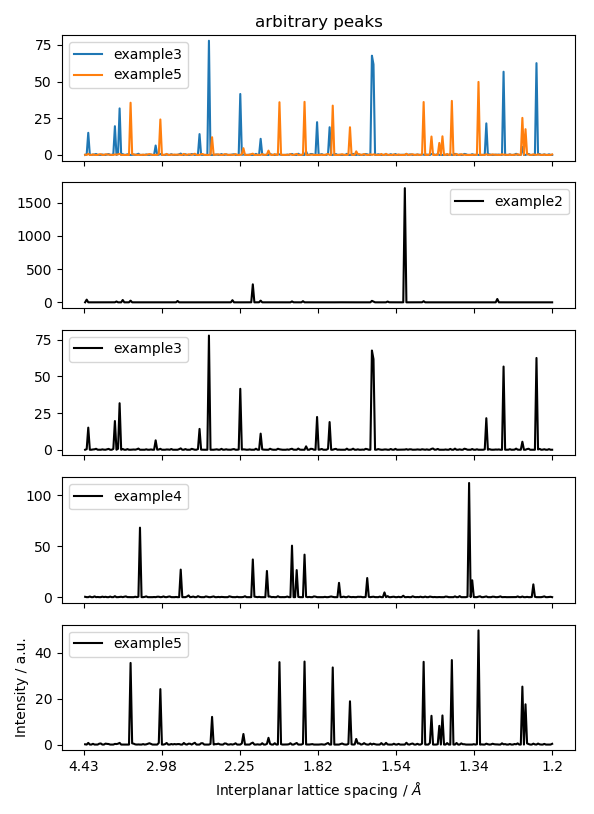 arbitrary peaks
75
50
25
0
example3
example5
1500
1000
500
0
example2
75
50
25
0
example3
100
50
0
example4
40
20
0
example5
Intensity / a.u.
4.43 2.98 2.25 1.82 1.54 1.34 1.2
Interplanar lattice spacing / Å